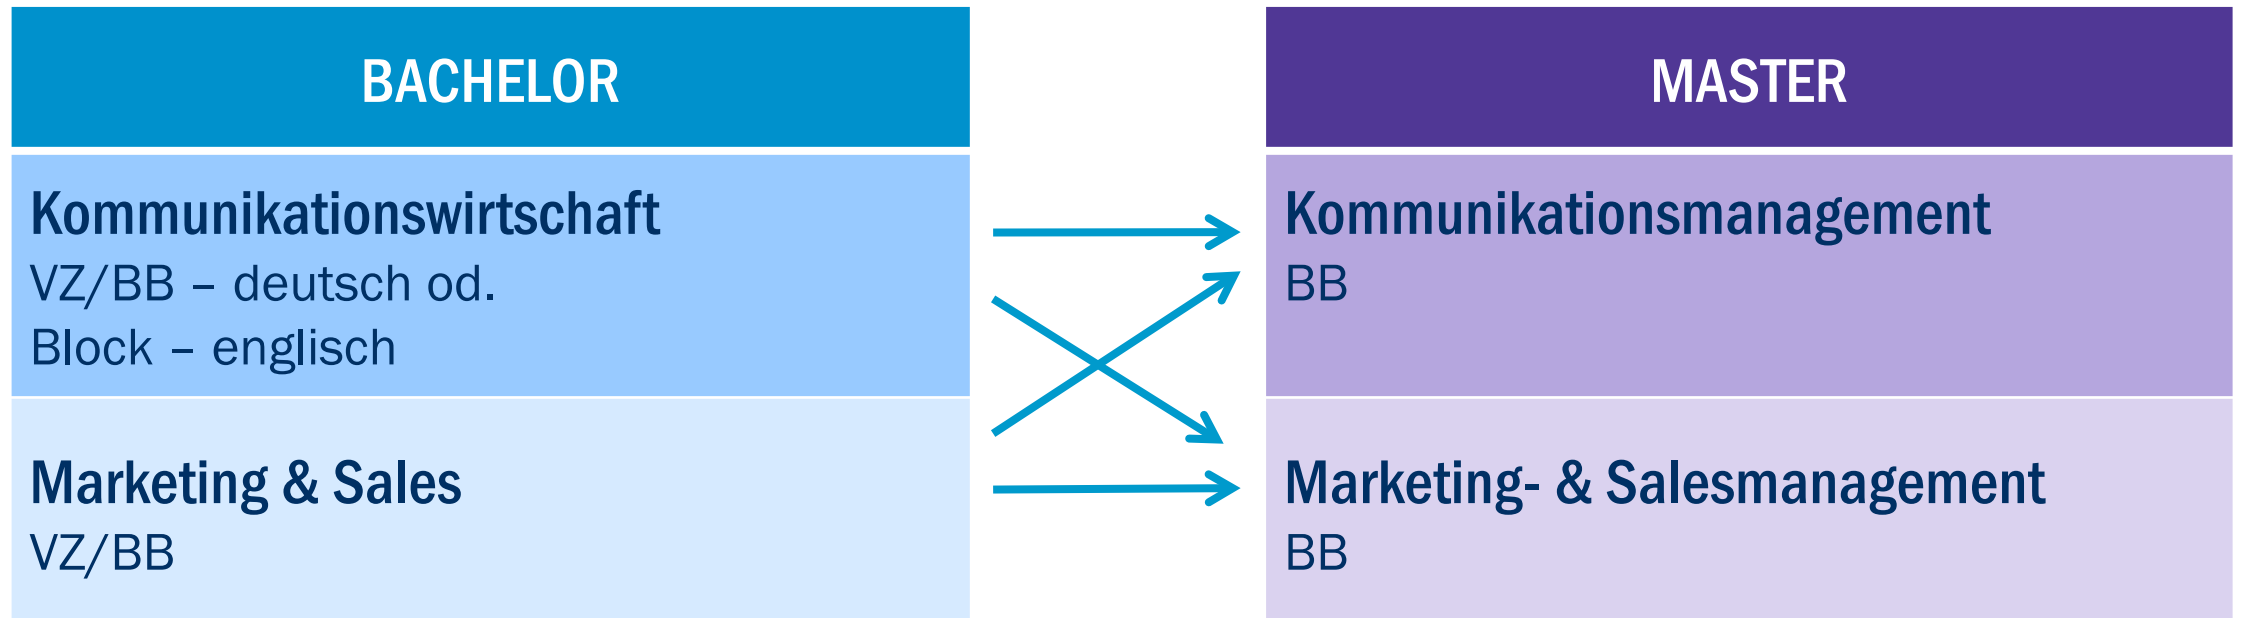 BACHELOR
Kommunikationswirtschaft
VZ/BB – deutsch od.
Block – englisch
Marketing & Sales
VZ/BB
MASTER
Kommunikationsmanagement
BB
Marketing- & Salesmanagement
BB